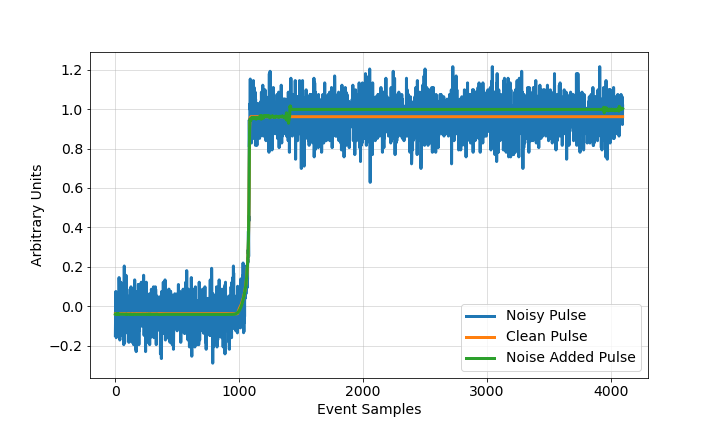 1.2
1.0
0.8
0.6
0.4
0.2
0.0
−0.2
Arbitrary Units
0 1000 2000 3000 4000
Event Samples
Noisy Pulse
Clean Pulse
Noise Added Pulse